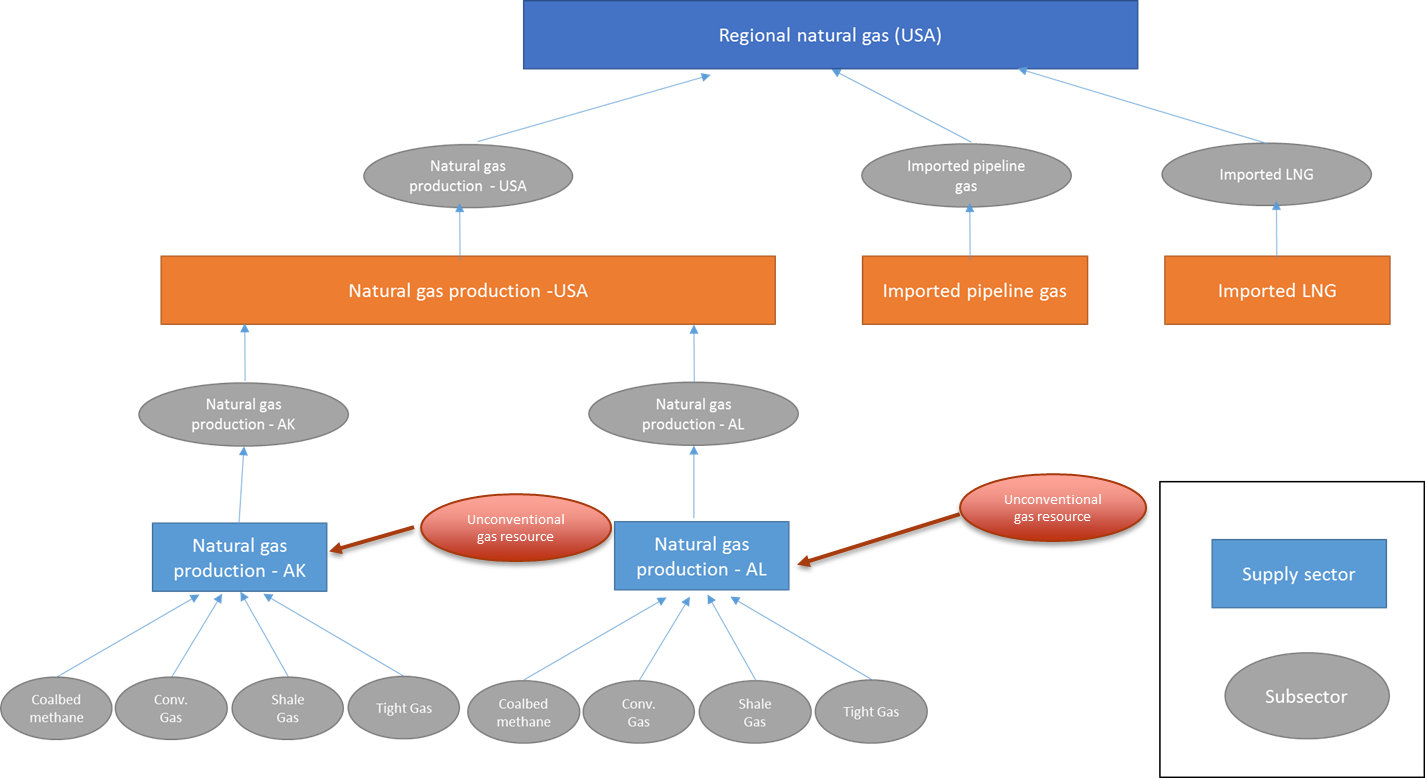 Regional natural gas (USA)
Natural gas
production - USA
Imported pipeline
gas
Imported LNG
Natural gas production -USA
Imported pipeline gas
Imported LNG
Natural gas
production - AK
Natural gas
production - AL
Unconventional
gas resource
Unconventional
gas resource
Natural gas
production - AK
Natural gas
production - AL
Supply sector
Coalbed
methane
Conv.
Gas
Shale
Gas
Tight Gas
Coalbed
methane
Conv.
Gas
Shale
Gas
Tight Gas
Subsector